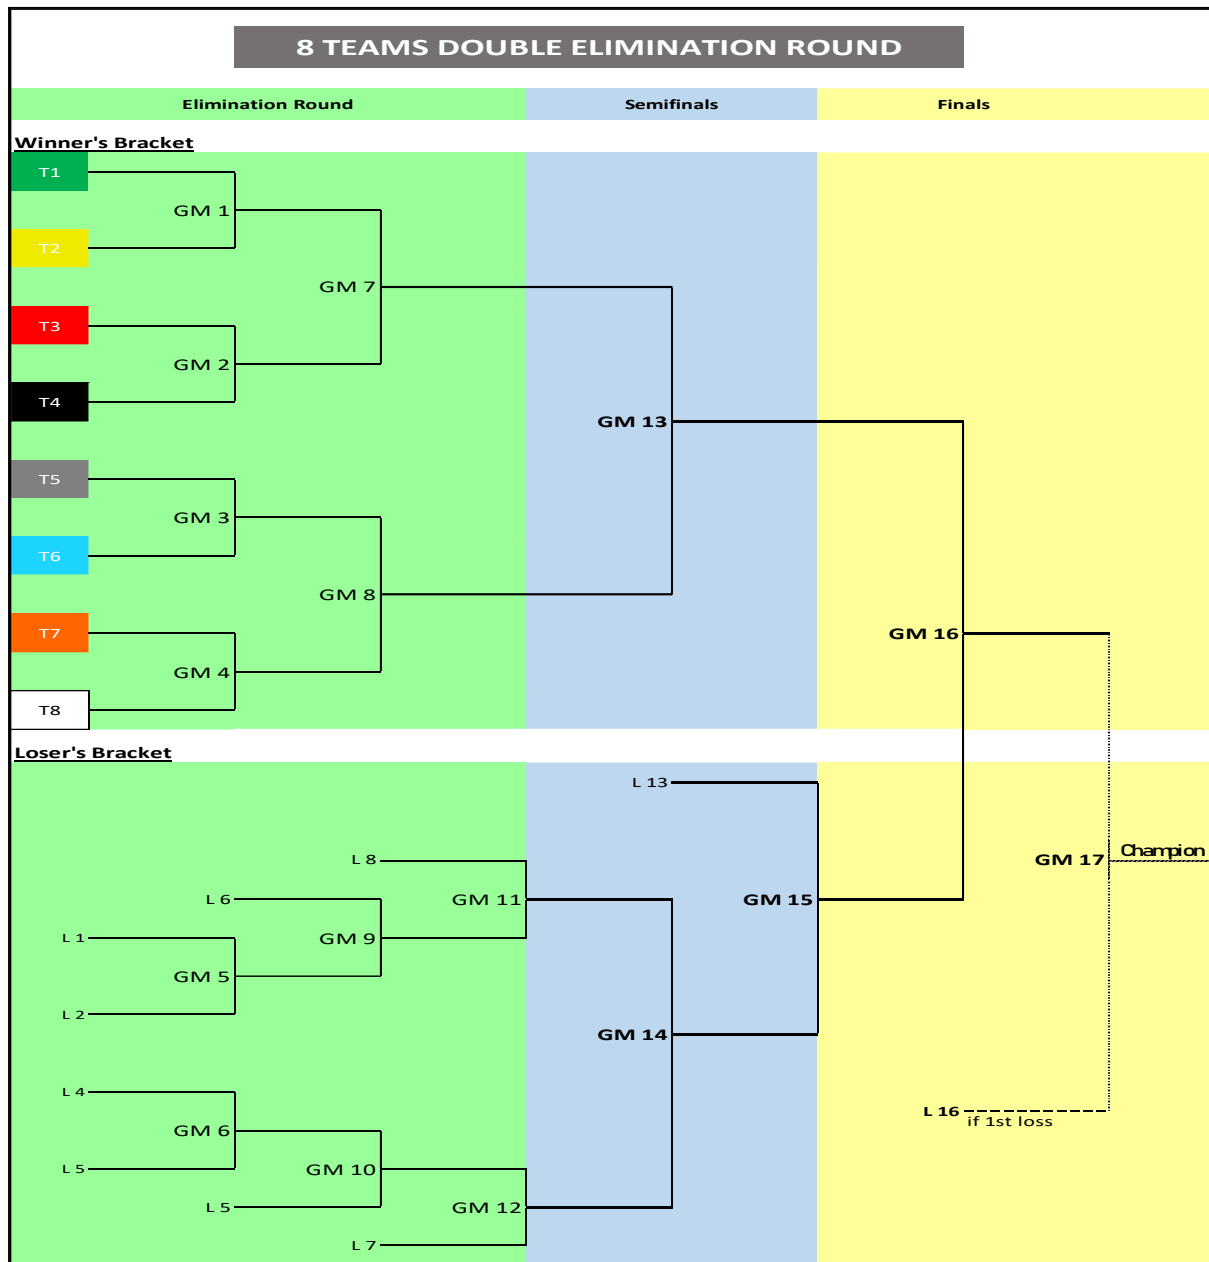 8 TEAMS DOUBLE ELIMINATION ROUND
Elimination Round
Semifinals
Finals
Winner's Bracket
T1
GM 1
T2
GM 7
T3
GM 2
T4
GM 13
T5
GM 3
T6
GM 8
T7
GM 16
GM 4
T8
Loser's Bracket
L 13
L 8
GM 17
Champion
L 6
GM 11
GM 15
L 1
GM 9
GM 5
L 2
GM 14
L 4
L 16
if 1st loss
GM 6
L 5
GM 10
L 5
GM 12
L 7